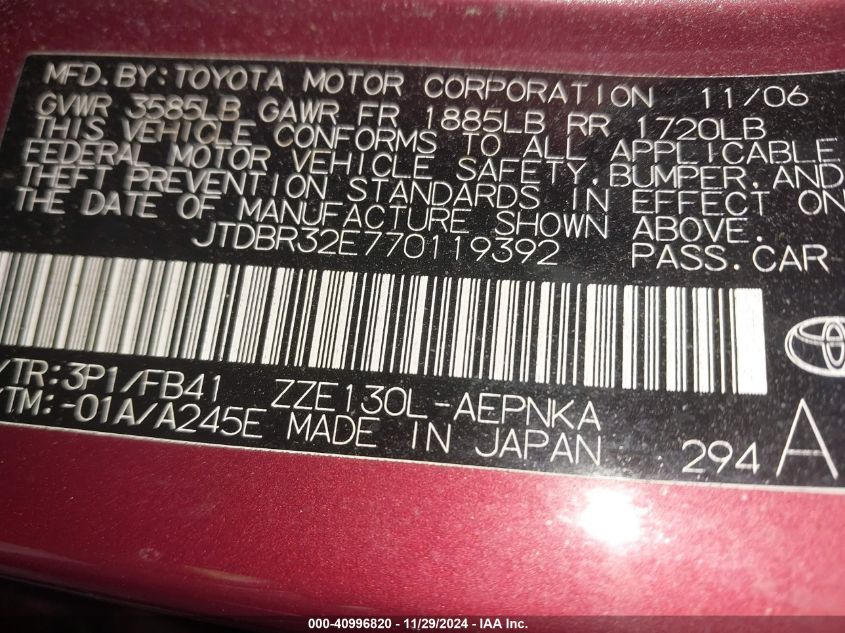 MFD. BY: TOYOTA MOTOR CORPORATION 11/06
GVWR 3585LB GAWR FR 1885LB RR 1720LB
THIS VEHICLE CONFORMS TO ALL APPLICABLE
FEDERAL MOTOR VEHICLE SAFETY, BUMPER, AND
THEFT PREVENTION STANDARDS IN EFFECT ON
THE DATE OF MANUFACTURE SHOWN ABOVE.
JTDBR32E770119392 PASS. CAR
/TR: 3P1/FB41 ZZE130L-AEPNKA
/TM: -01A/A245E MADE IN JAPAN 294 A
000-40996820 - 11/29/2024 - IAA Inc.